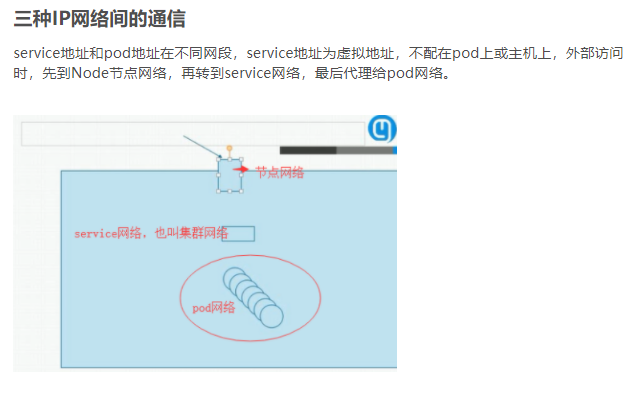 三种IP网络间的通信
service地址和pod地址在不同网段，service地址为虚拟地址，不配在pod上或主机上，外部访问
时，先到Node节点网络，再转到service网络，最后代理给pod网络。
节点网络
service网络．也叫集群网络
pod网络